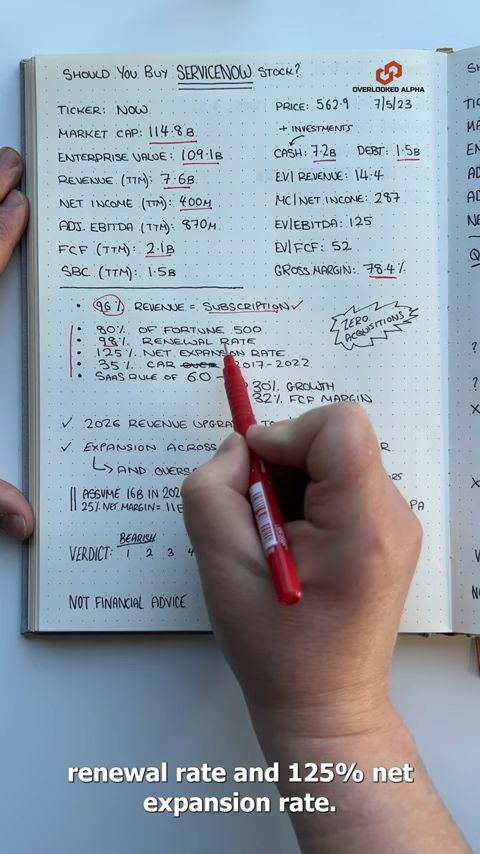 SHOULD YOU BUY SERVICENOW STOCK?
OVERLOOKED ALPHA
TICKER: NOW
PRICE: 562.9 7/5/23
MARKET CAP: 114.8B
+ INVESTMENTS
ENTERPRISE VALUE: 109.1B
CASH: 7.2B DEBT: 1.5B
REVENUE (TTM): 7.6B
EV/REVENUE: 14.4
NET INCOME (TTM): 400M
MC/NET INCOME: 287
ADJ. EBITDA (TTM): 870M
EV/EBITDA: 125
FCF (TTM): 2.1B
EV/FCF: 52
SBC (TTM): 1.5B
GROSS MARGIN: 78.4%
• 96% REVENUE = SUBSCRIPTION ✓
ZERO ACQUISITIONS
• 80% OF FORTUNE 500
• 98% RENEWAL RATE
• 125% NET EXPANSION RATE
• 35% CAR over 2017-2022
• SAAS RULE OF 60
30% GROWTH
32% FCF MARGIN
✓ 2026 REVENUE
✓ EXPANSION ACROSS
AND
ASSUME 16B IN
25% NET MARGIN =
BEARISH
VERDICT: 1 2 3 4
NOT FINANCIAL ADVICE
renewal rate and 125% net
expansion rate.